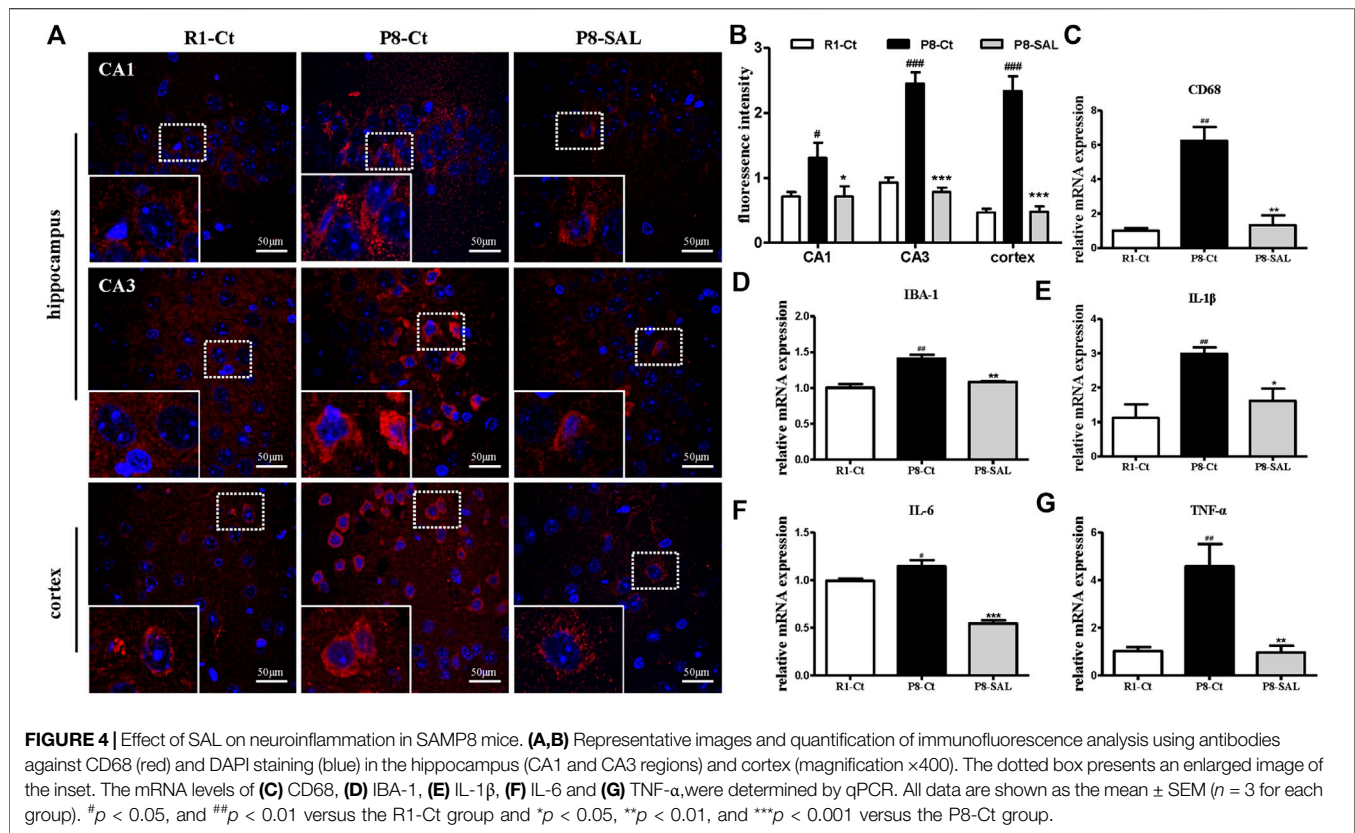 A
R1-Ct
P8-Ct
P8-SAL
hippocampus
CA1
50μm
50μm
50μm
CA3
50μm
50μm
50μm
cortex
50μm
50μm
50μm
B
R1-Ct P8-Ct P8-SAL
fluoressence intensity
3
2
1
0
#
*
###
***
###
***
CA1 CA3 cortex
C
CD68
relative mRNA expression
8
6
4
2
0
##
**
R1-Ct P8-Ct P8-SAL
D
IBA-1
relative mRNA expression
2.0
1.5
1.0
0.5
0.0
##
**
R1-Ct P8-Ct P8-SAL
E
IL-1β
relative mRNA expression
4
3
2
1
0
##
*
R1-Ct P8-Ct P8-SAL
F
IL-6
relative mRNA expression
1.5
1.0
0.5
0.0
#
***
R1-Ct P8-Ct P8-SAL
G
TNF-α
relative mRNA expression
6
4
2
0
##
**
R1-Ct P8-Ct P8-SAL
FIGURE 4 | Effect of SAL on neuroinflammation in SAMP8 mice. (A,B) Representative images and quantification of immunofluorescence analysis using antibodies
against CD68 (red) and DAPI staining (blue) in the hippocampus (CA1 and CA3 regions) and cortex (magnification ×400). The dotted box presents an enlarged image of
the inset. The mRNA levels of (C) CD68, (D) IBA-1, (E) IL-1β, (F) IL-6 and (G) TNF-α,were determined by qPCR. All data are shown as the mean ± SEM (n = 3 for each
group). #p < 0.05, and ##p < 0.01 versus the R1-Ct group and *p < 0.05, **p < 0.01, and ***p < 0.001 versus the P8-Ct group.